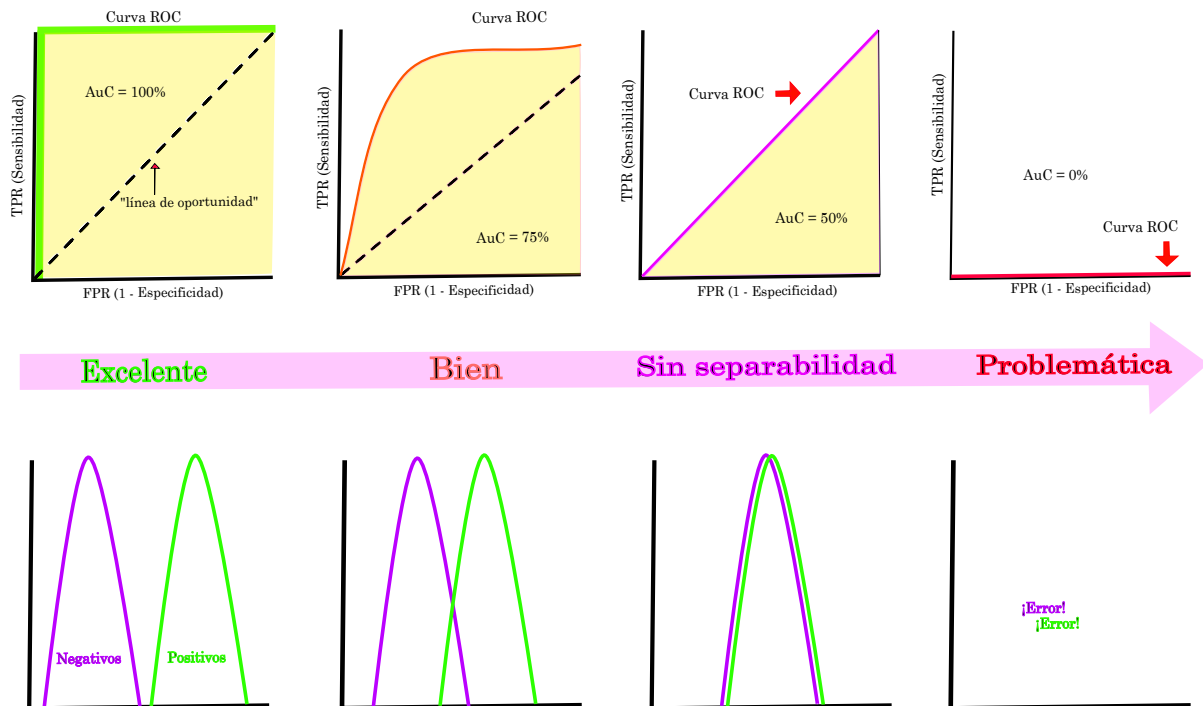 Curva ROC
TPR (Sensibilidad)
AuC = 100%
"línea de oportunidad"
FPR (1 - Especificidad)
Curva ROC
TPR (Sensibilidad)
AuC = 75%
FPR (1 - Especificidad)
TPR (Sensibilidad)
Curva ROC
AuC = 50%
FPR (1 - Especificidad)
TPR (Sensibilidad)
AuC = 0%
Curva ROC
FPR (1 - Especificidad)
Excelente
Bien
Sin separabilidad
Problemática
Negativos
Positivos
¡Error!
¡Error!